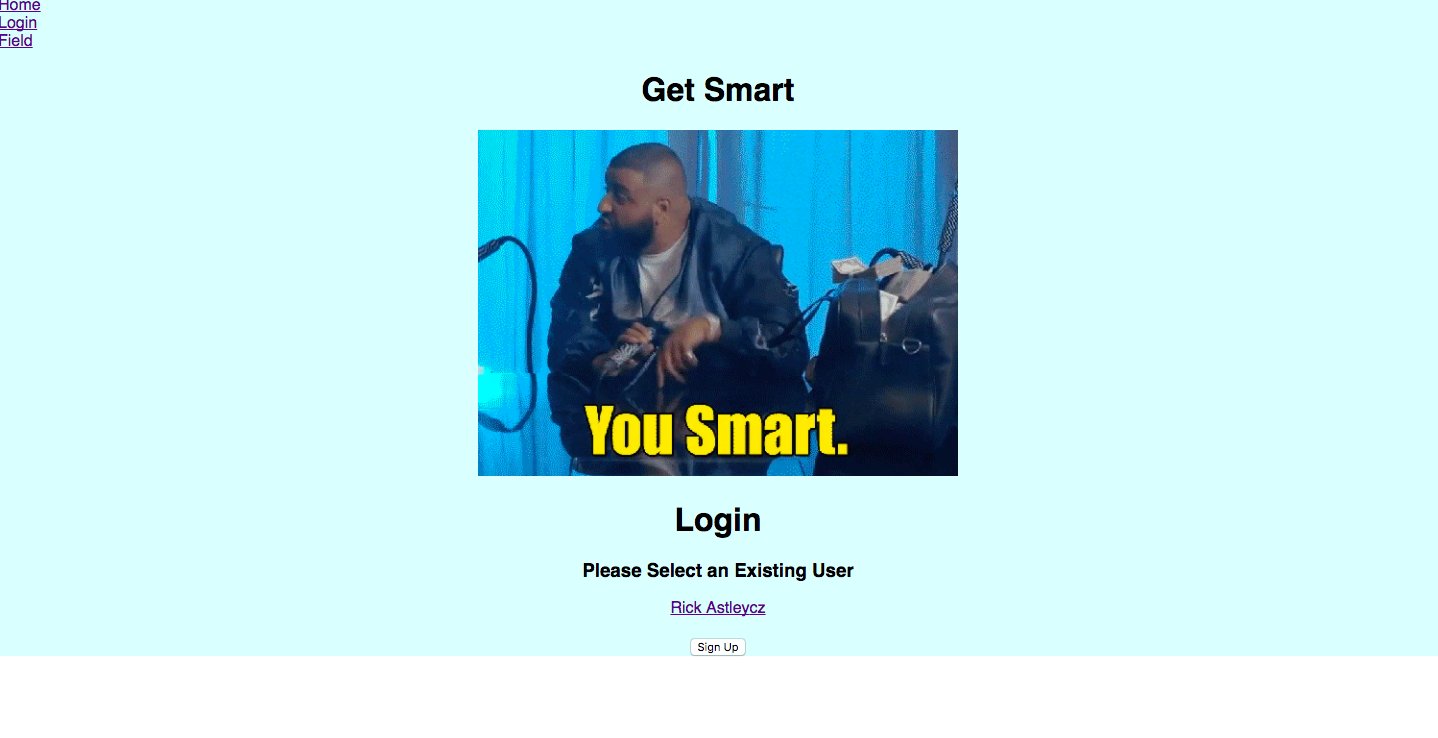 Home
Login
Field
Get Smart
You Smart.
Login
Please Select an Existing User
Rick Astleycz
Sign Up